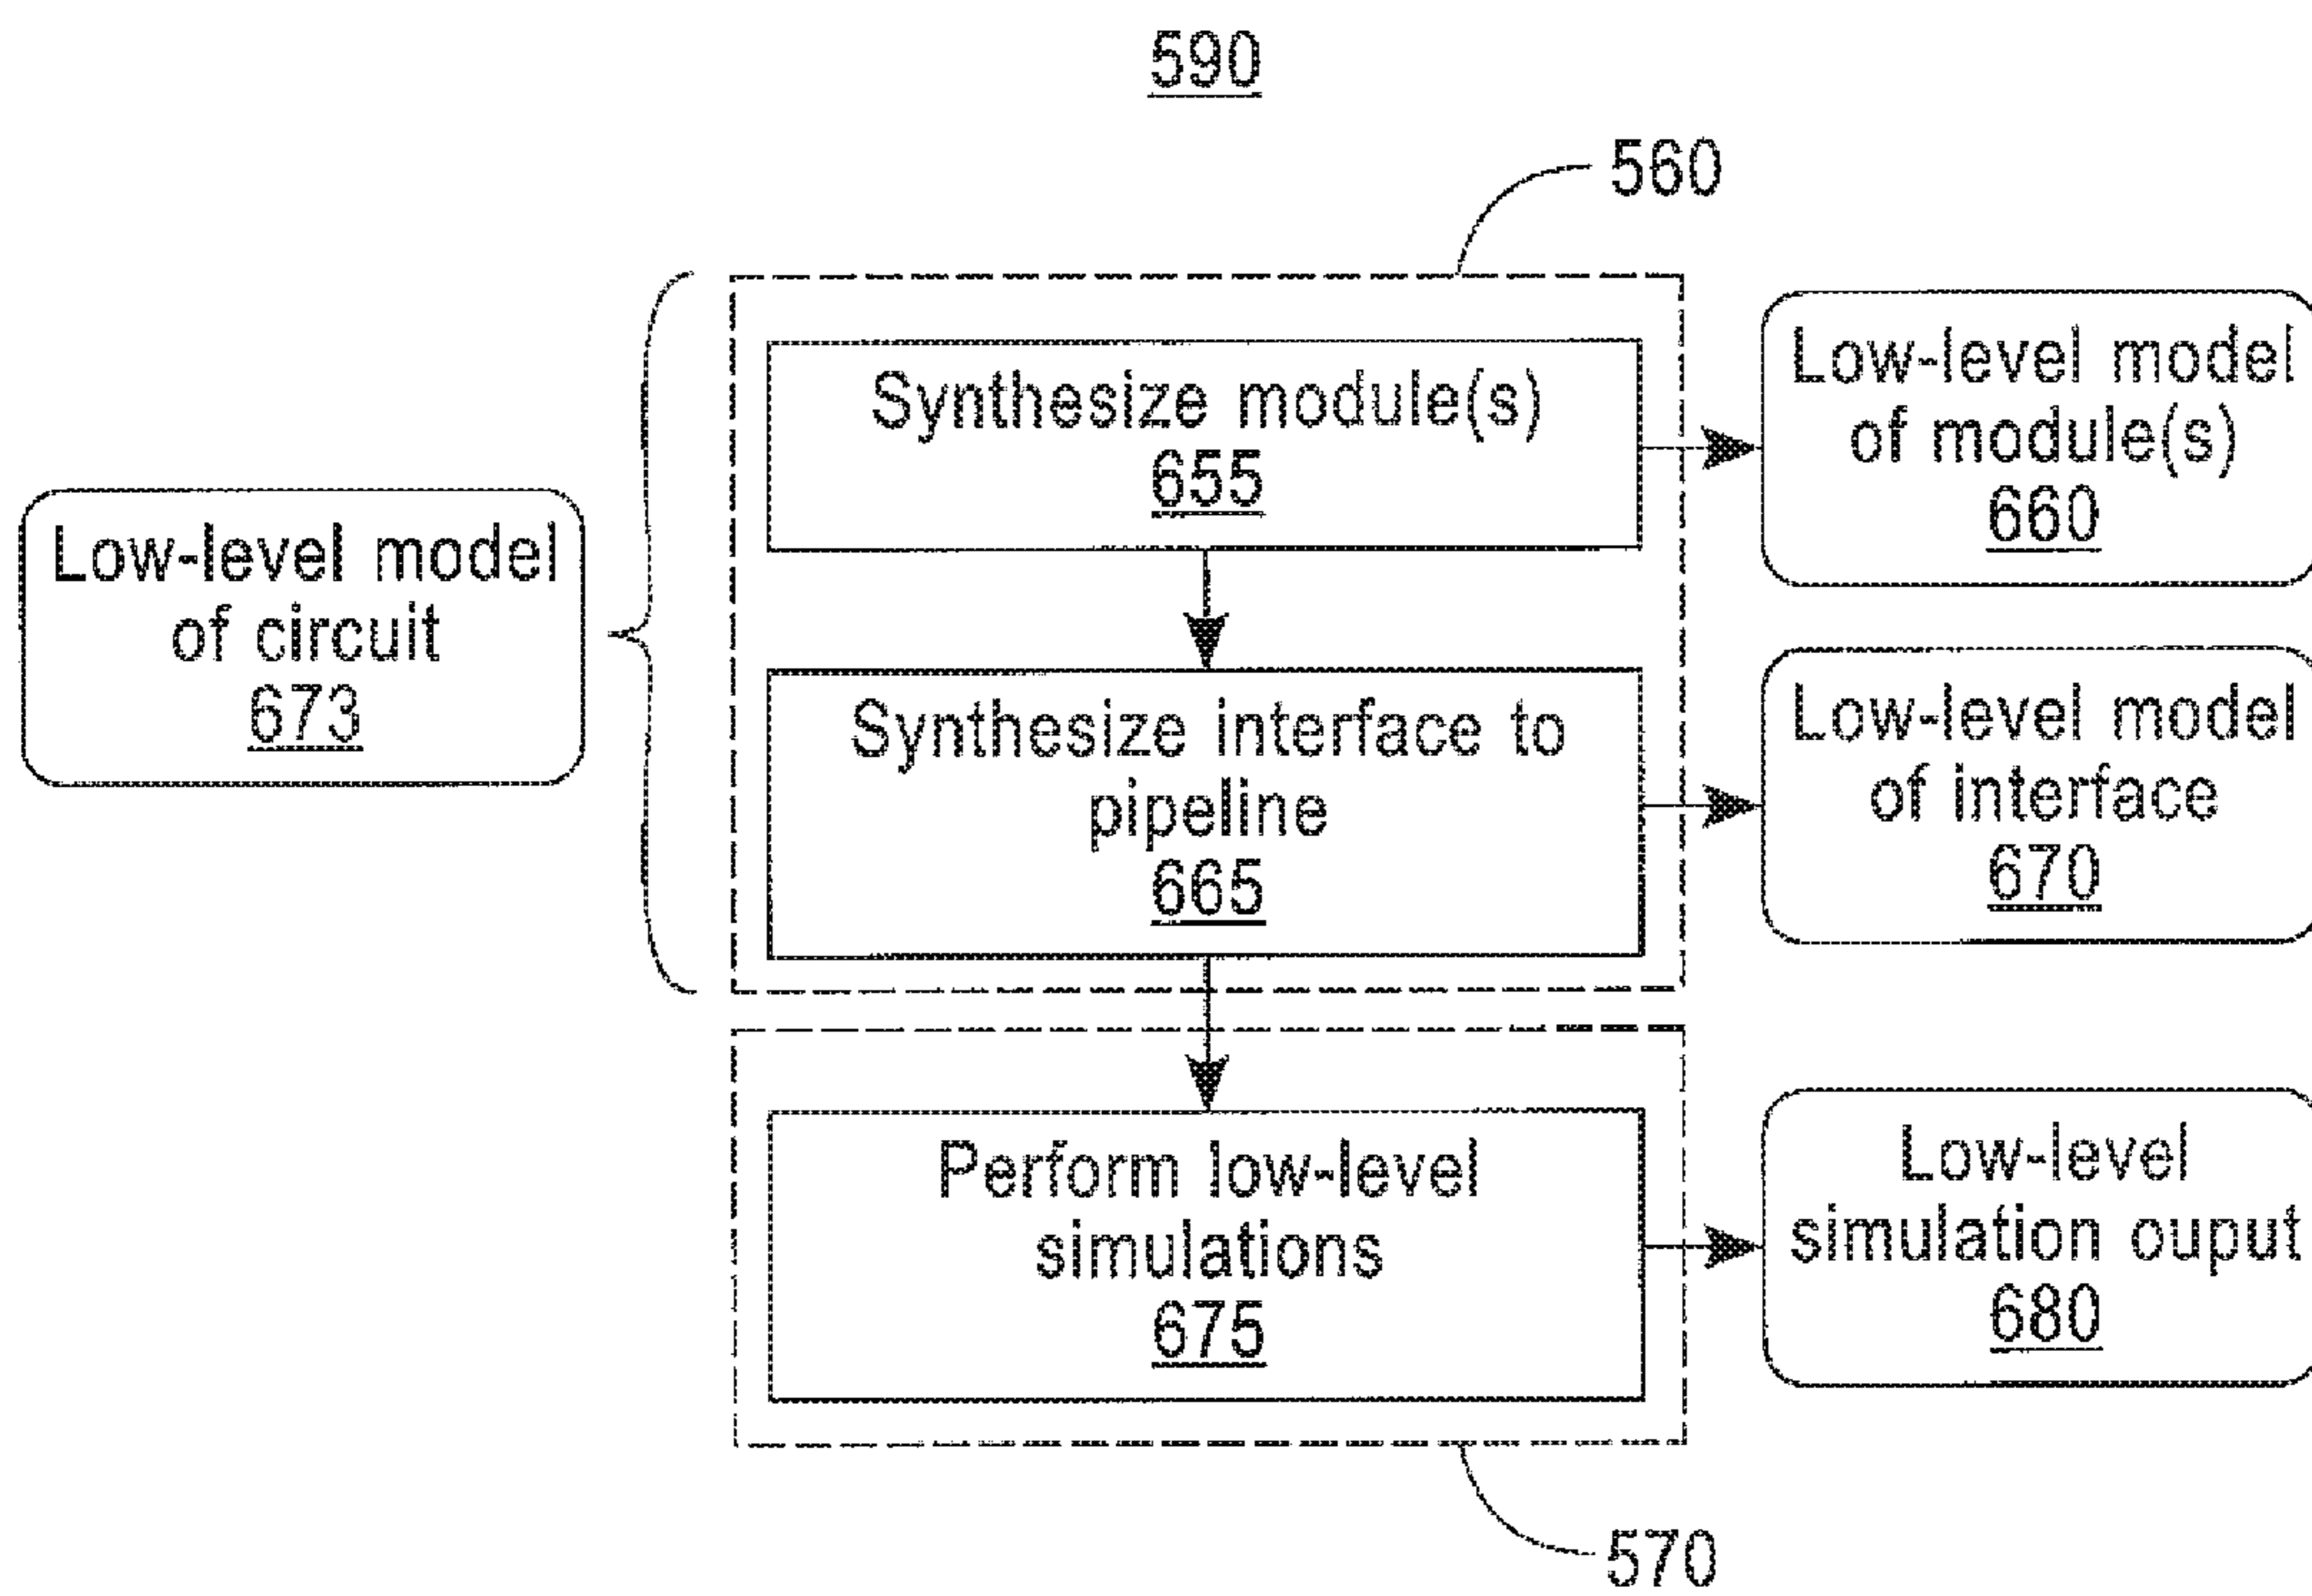 590
560
Synthesize module(s)
655
Low-level model
of module(s)
660
Low-level model
of circuit
673
Synthesize interface to
pipeline
665
Low-level model
of interface
670
Perform low-level
simulations
675
Low-level
simulation ouput
680
570